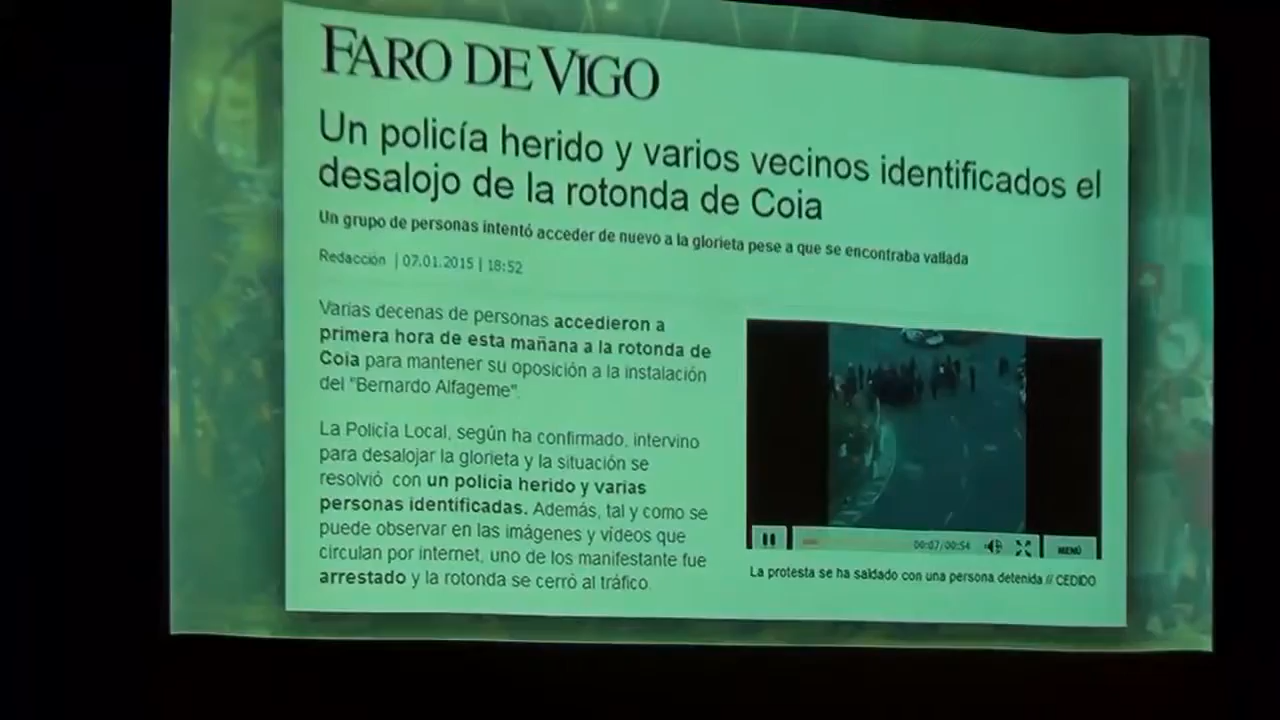 FARO DE VIGO
Un policía herido y varios vecinos identificados el
desalojo de la rotonda de Coia
Un grupo de personas intentó acceder de nuevo a la glorieta pese a que se encontraba vallada
Redacción | 07.01.2015 | 18:52
Varias decenas de personas accedieron a
primera hora de esta mañana a la rotonda de
Coia para mantener su oposición a la instalación
del "Bernardo Alfageme".
La Policía Local, según ha confirmado, intervino
para desalojar la glorieta y la situación se
resolvió con un policía herido y varias
personas identificadas. Además, tal y como se
puede observar en las imágenes y vídeos que
circulan por internet, uno de los manifestante fue
arrestado y la rotonda se cerró al tráfico.
00:07/00:54
MENÚ
La protesta se ha saldado con una persona detenida // CEDIDO